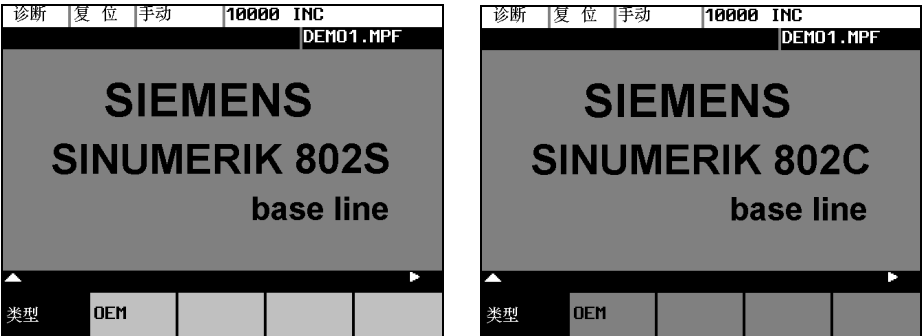 诊断 复 位 手动 10000 INC
DEMO1.MPF
SIEMENS
SINUMERIK 802S
base line
类型 OEM
诊断 复 位 手动 10000 INC
DEMO1.MPF
SIEMENS
SINUMERIK 802C
base line
类型 OEM